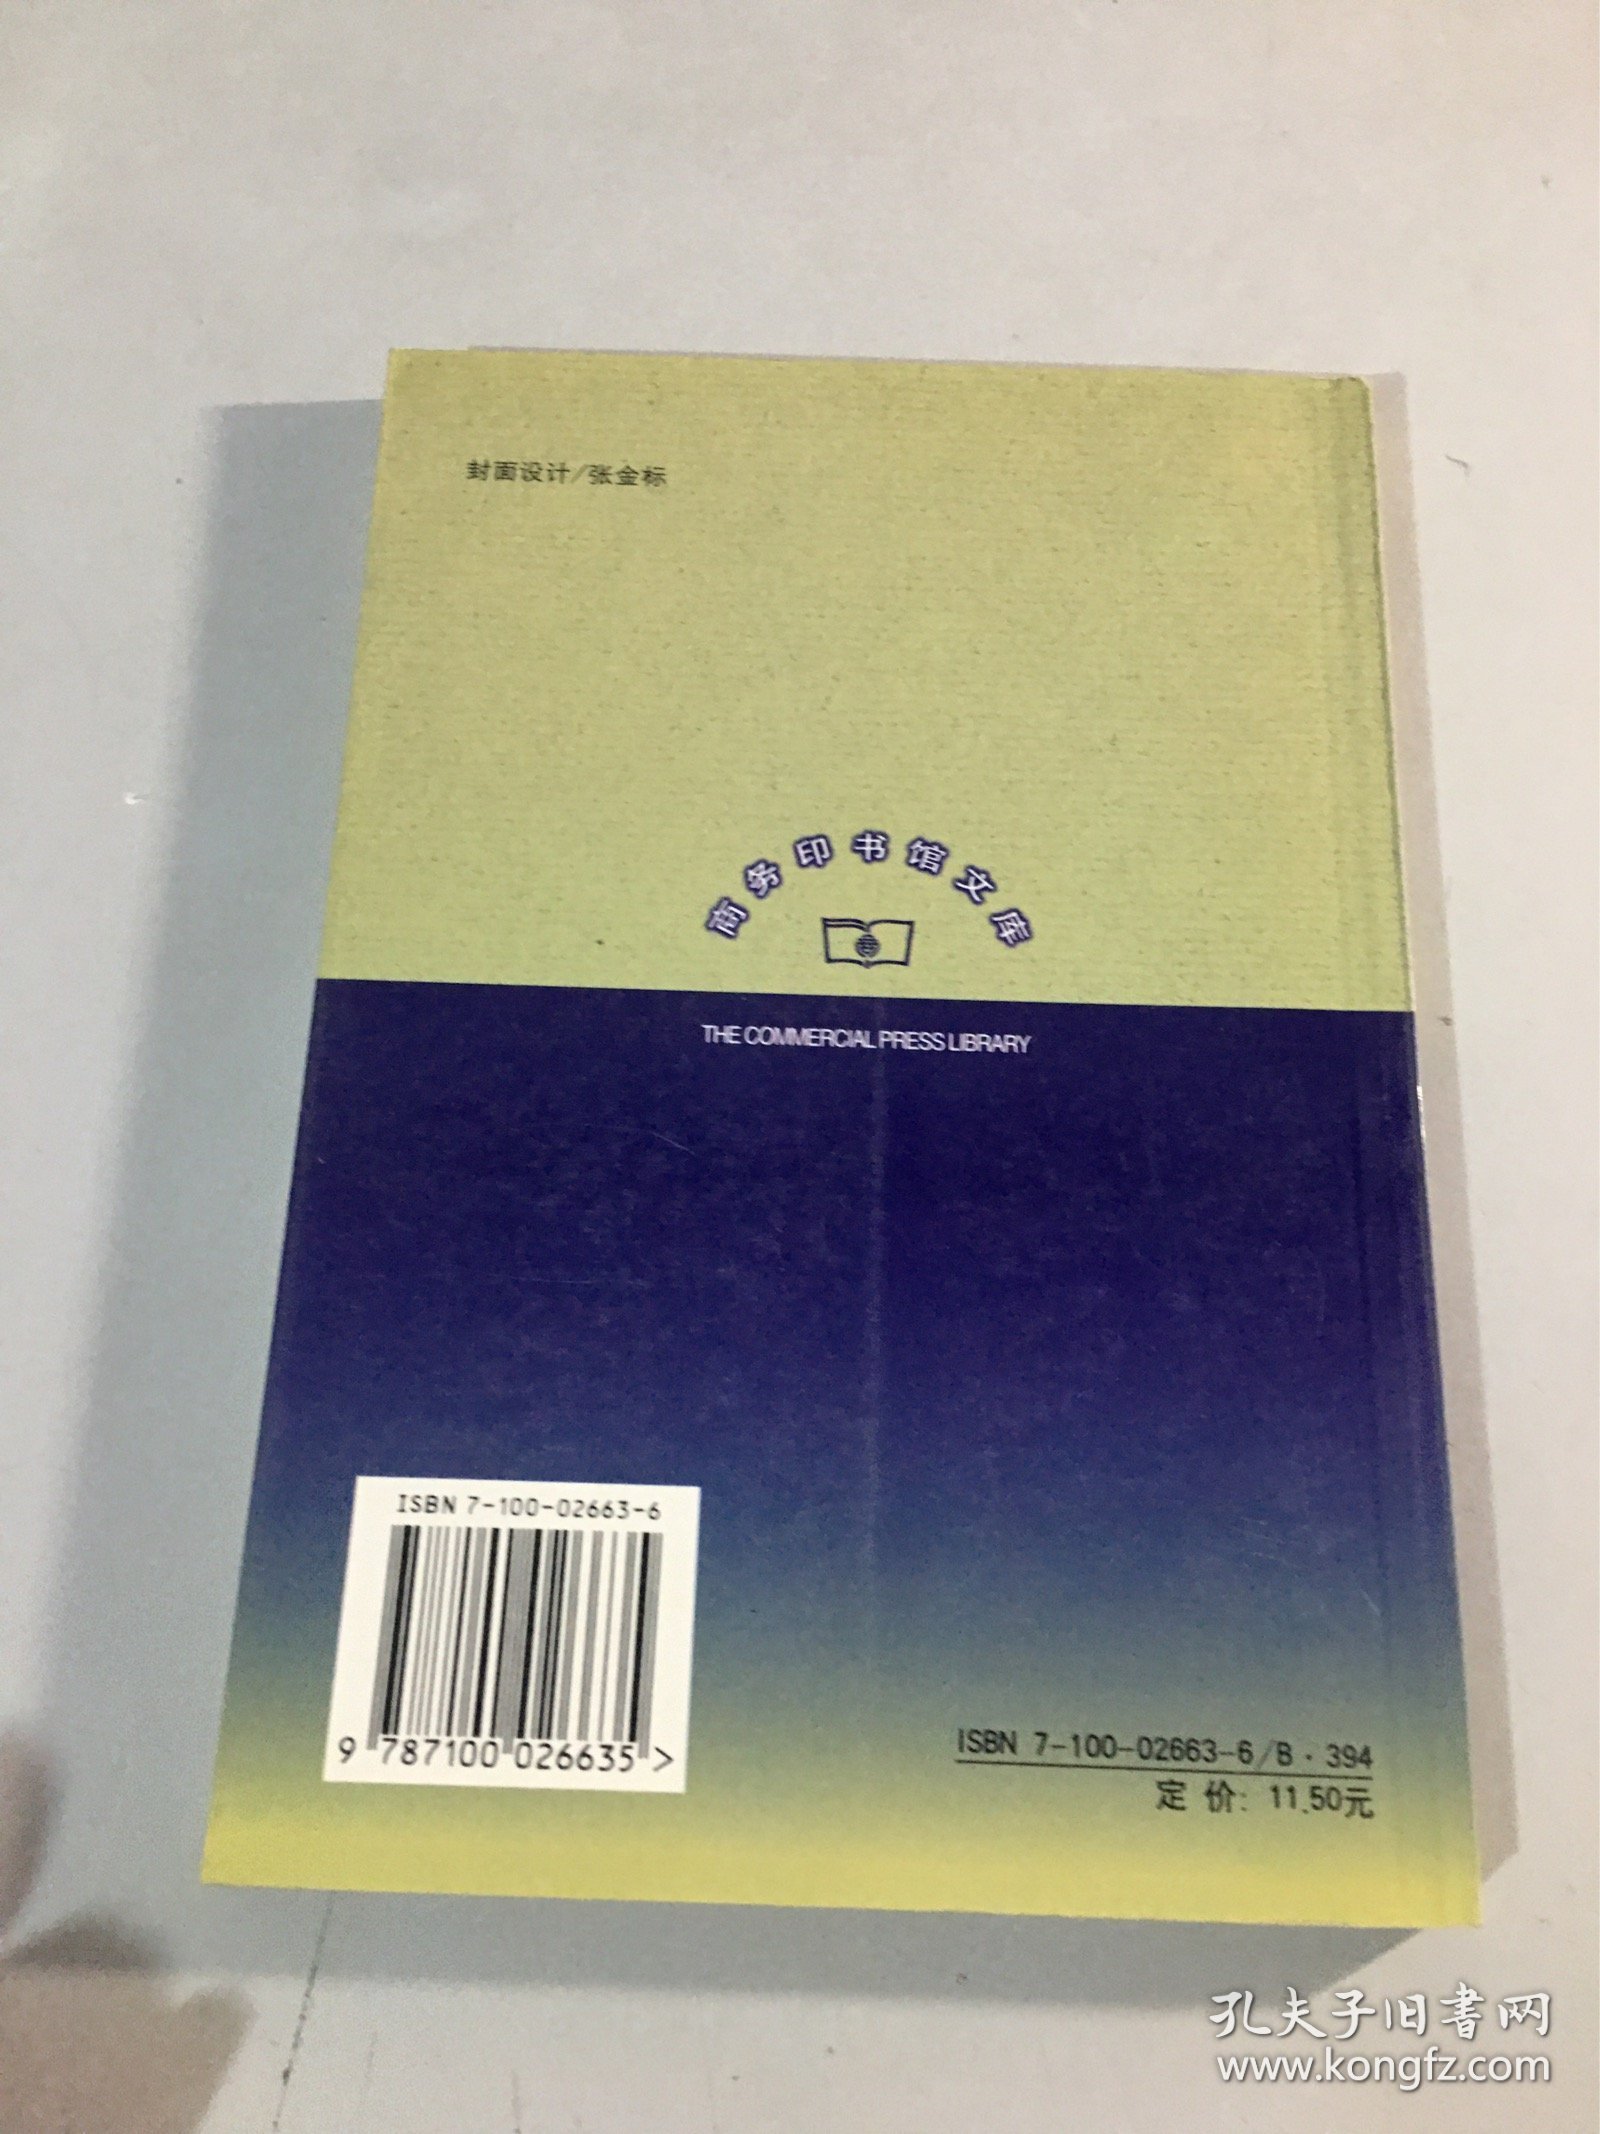 封面设计/张金标
商务印书馆文库
THE COMMERCIAL PRESS LIBRARY
ISBN 7-100-02663-6
9 787100 026635 >
ISBN 7-100-02663-6/B·394
定 价: 11.50元
孔夫子旧书网
www.kongfz.com